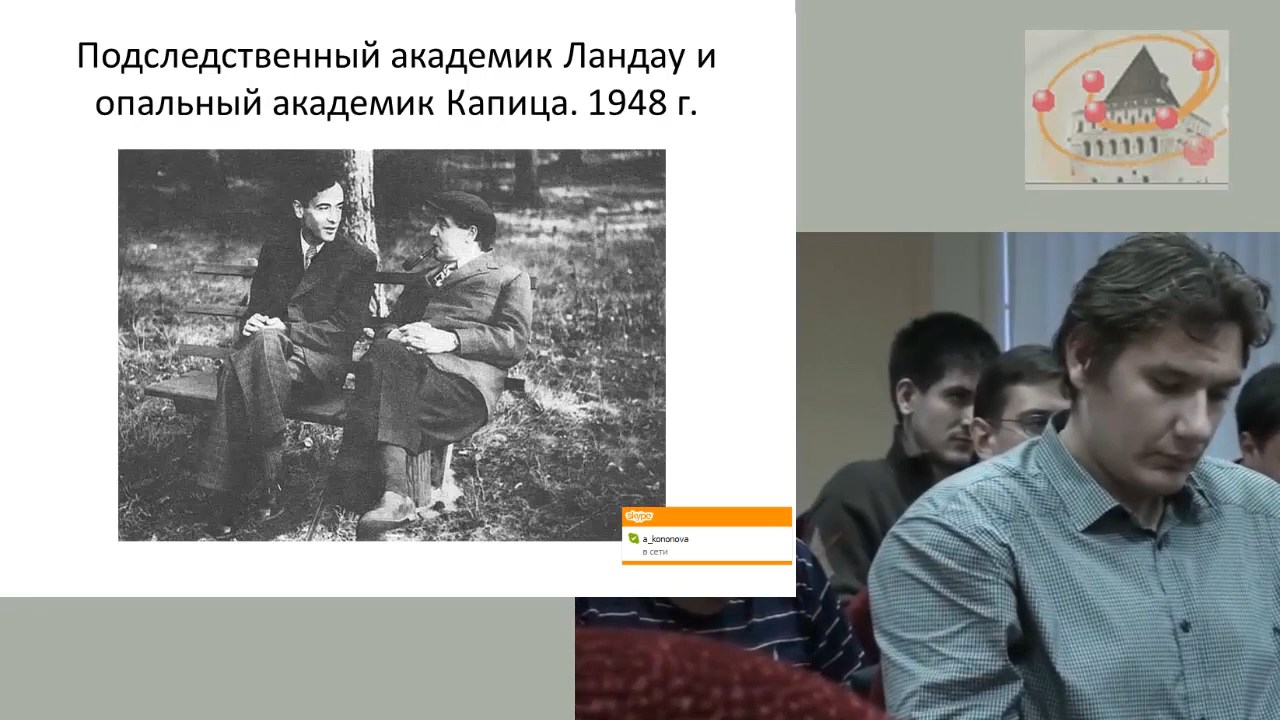 Подследственный академик Ландау и
опальный академик Капица. 1948 г.
skype
a_kononova
в сети